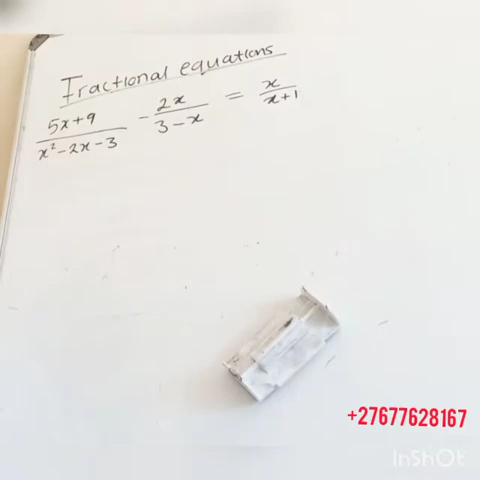 Fractional equations
5x+9/x²-2x-3 - 2x/3-x = x/x+1
+27677628167
InShOt